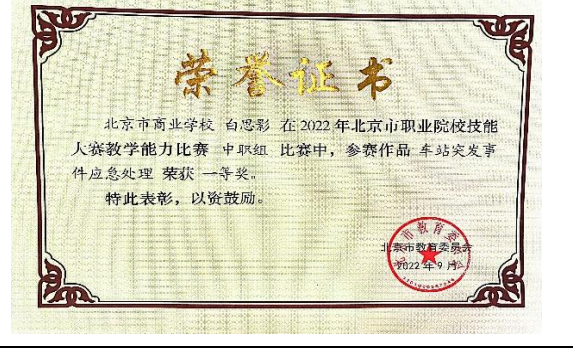 荣誉证书
北京市商业学校 白思影 在2022年北京市职业院校技能
大赛教学能力比赛 中职组 比赛中，参赛作品 车站突发事
件应急处理 荣获 一等奖。
特此表彰，以资鼓励。
北京市教育委员会
2022年9月